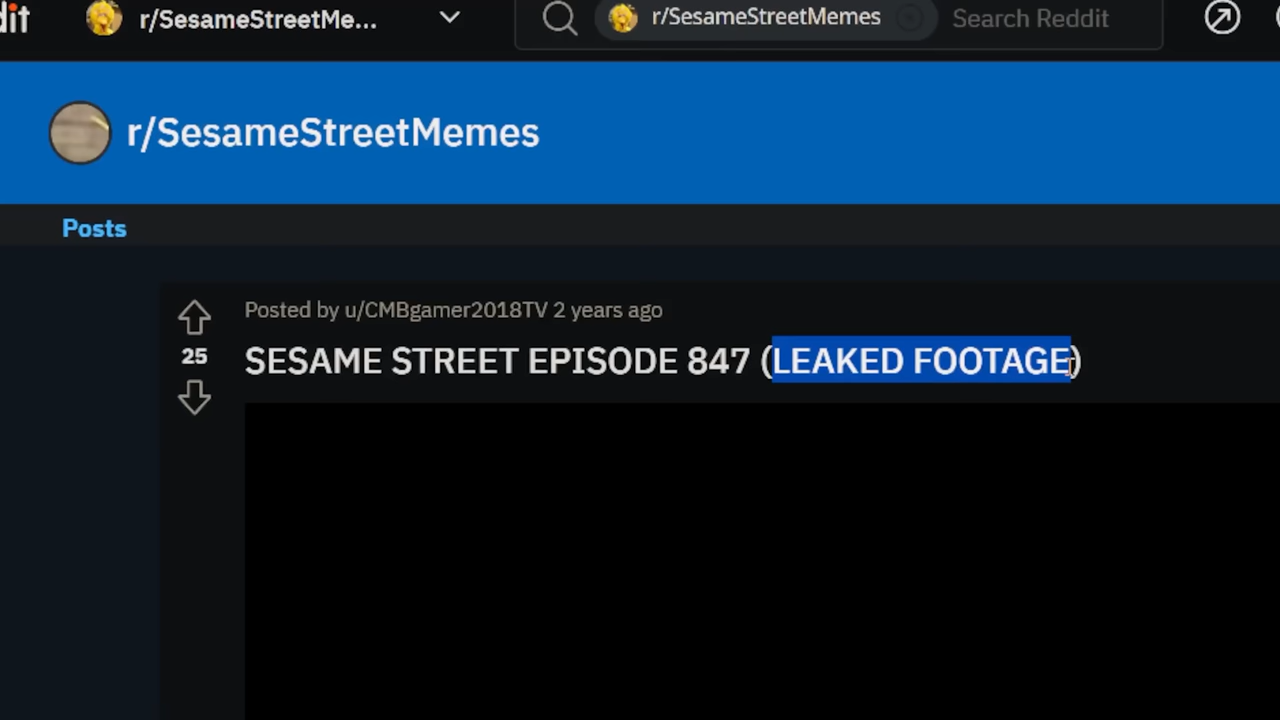 dit
r/SesameStreetMe...
r/SesameStreetMemes
Search Reddit
r/SesameStreetMemes
Posts
Posted by u/CMBgamer2018TV 2 years ago
25
SESAME STREET EPISODE 847 (LEAKED FOOTAGE)